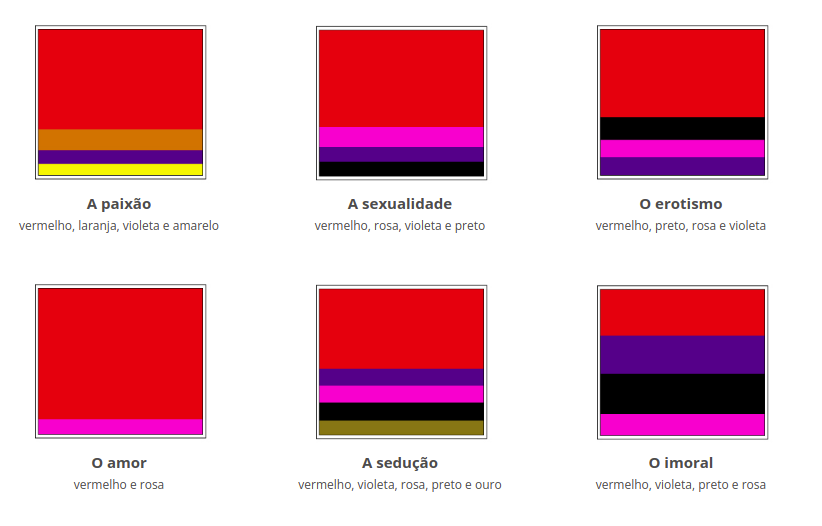 A paixão
vermelho, laranja, violeta e amarelo
A sexualidade
vermelho, rosa, violeta e preto
O erotismo
vermelho, preto, rosa e violeta
O amor
vermelho e rosa
A sedução
vermelho, violeta, rosa, preto e ouro
O imoral
vermelho, violeta, preto e rosa